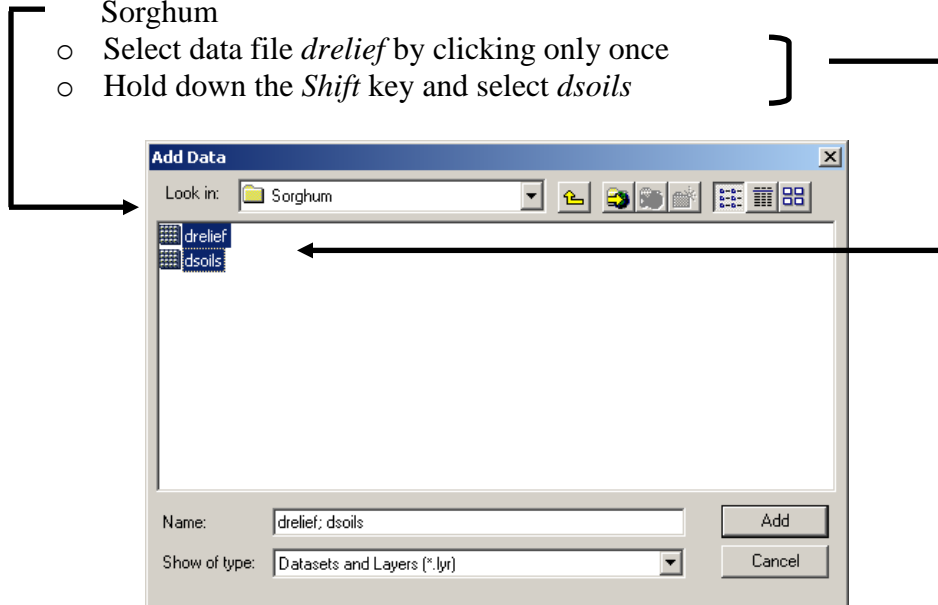 Sorghum
o Select data file drelief by clicking only once
o Hold down the Shift key and select dsoils
Add Data
Look in: Sorghum
drelief
dsoils
Name: drelief; dsoils Add
Show of type: Datasets and Layers (*.lyr) Cancel